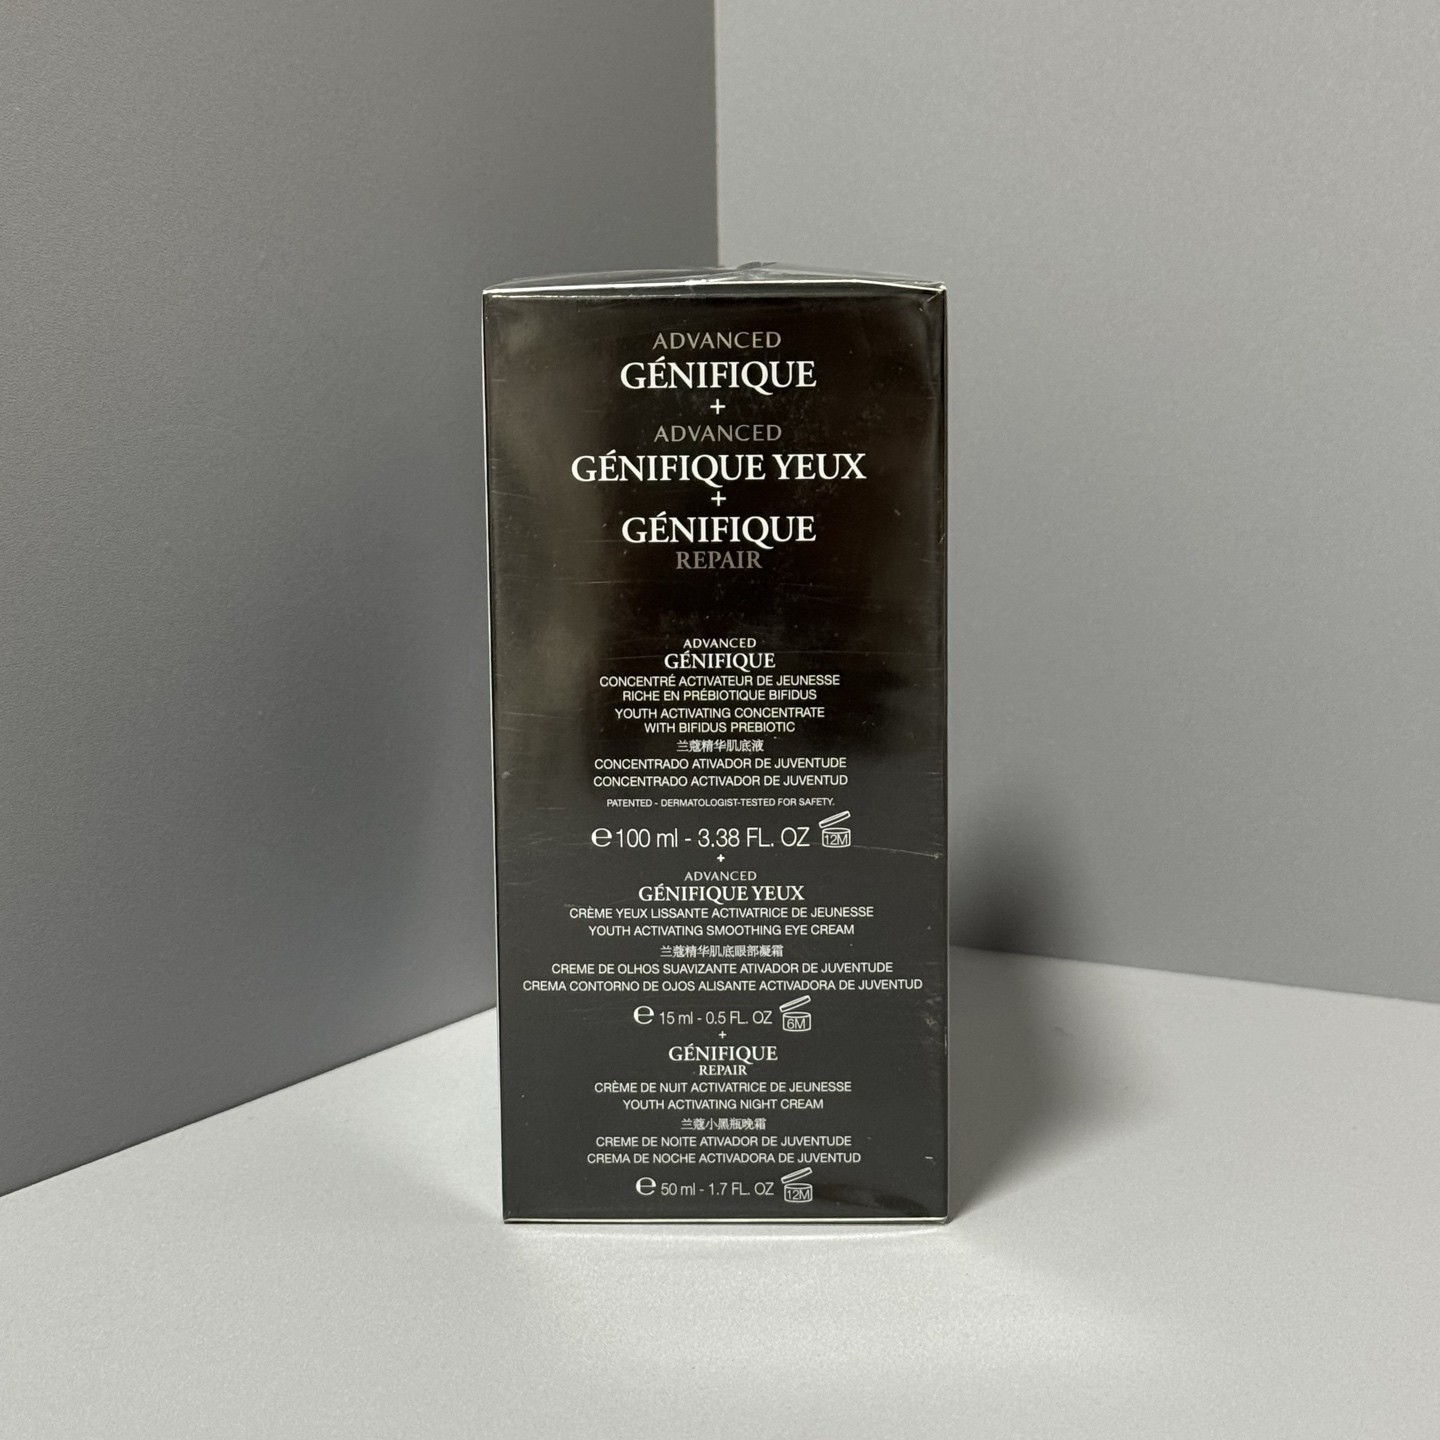 ADVANCED
GÉNIFIQUE
+
ADVANCED
GÉNIFIQUE YEUX
+
GÉNIFIQUE
REPAIR
ADVANCED
GÉNIFIQUE
CONCENTRÉ ACTIVATEUR DE JEUNESSE
RICHE EN PRÉBIOTIQUE BIFIDUS
YOUTH ACTIVATING CONCENTRATE
WITH BIFIDUS PREBIOTIC
兰蔻精华肌底液
CONCENTRADO ATIVADOR DE JUVENTUDE
CONCENTRADO ACTIVADOR DE JUVENTUD
PATENTED - DERMATOLOGIST-TESTED FOR SAFETY.
℮ 100 ml - 3.38 FL. OZ 12M
+
ADVANCED
GÉNIFIQUE YEUX
CRÈME YEUX LISSANTE ACTIVATRICE DE JEUNESSE
YOUTH ACTIVATING SMOOTHING EYE CREAM
兰蔻精华肌底眼部凝霜
CREME DE OLHOS SUAVIZANTE ATIVADOR DE JUVENTUDE
CREMA CONTORNO DE OJOS ALISANTE ACTIVADORA DE JUVENTUD
℮ 15 ml - 0.5 FL. OZ 6M
+
GÉNIFIQUE
REPAIR
CRÈME DE NUIT ACTIVATRICE DE JEUNESSE
YOUTH ACTIVATING NIGHT CREAM
兰蔻小黑瓶晚霜
CREME DE NOITE ATIVADOR DE JUVENTUDE
CREMA DE NOCHE ACTIVADORA DE JUVENTUD
℮ 50 ml - 1.7 FL. OZ 12M